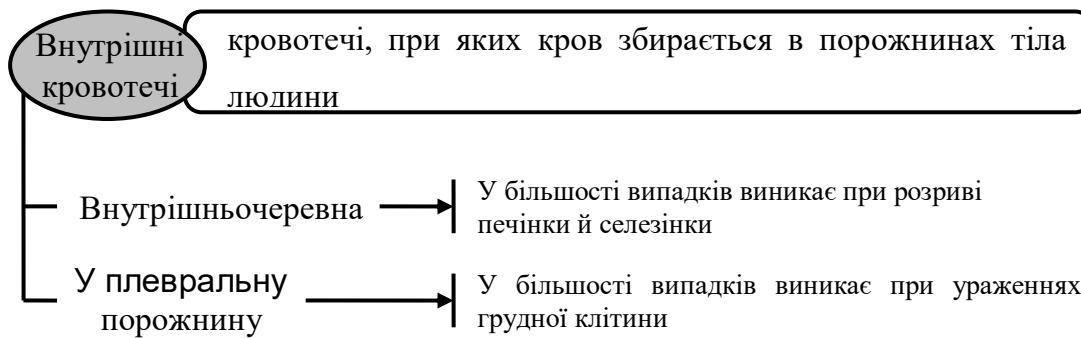 Внутрішні
кровотечі
кровотечі, при яких кров збирається в порожнинах тіла
людини
Внутрішньочеревна
У більшості випадків виникає при розриві
печінки й селезінки
У плевральну
порожнину
У більшості випадків виникає при ураженнях
грудної клітини